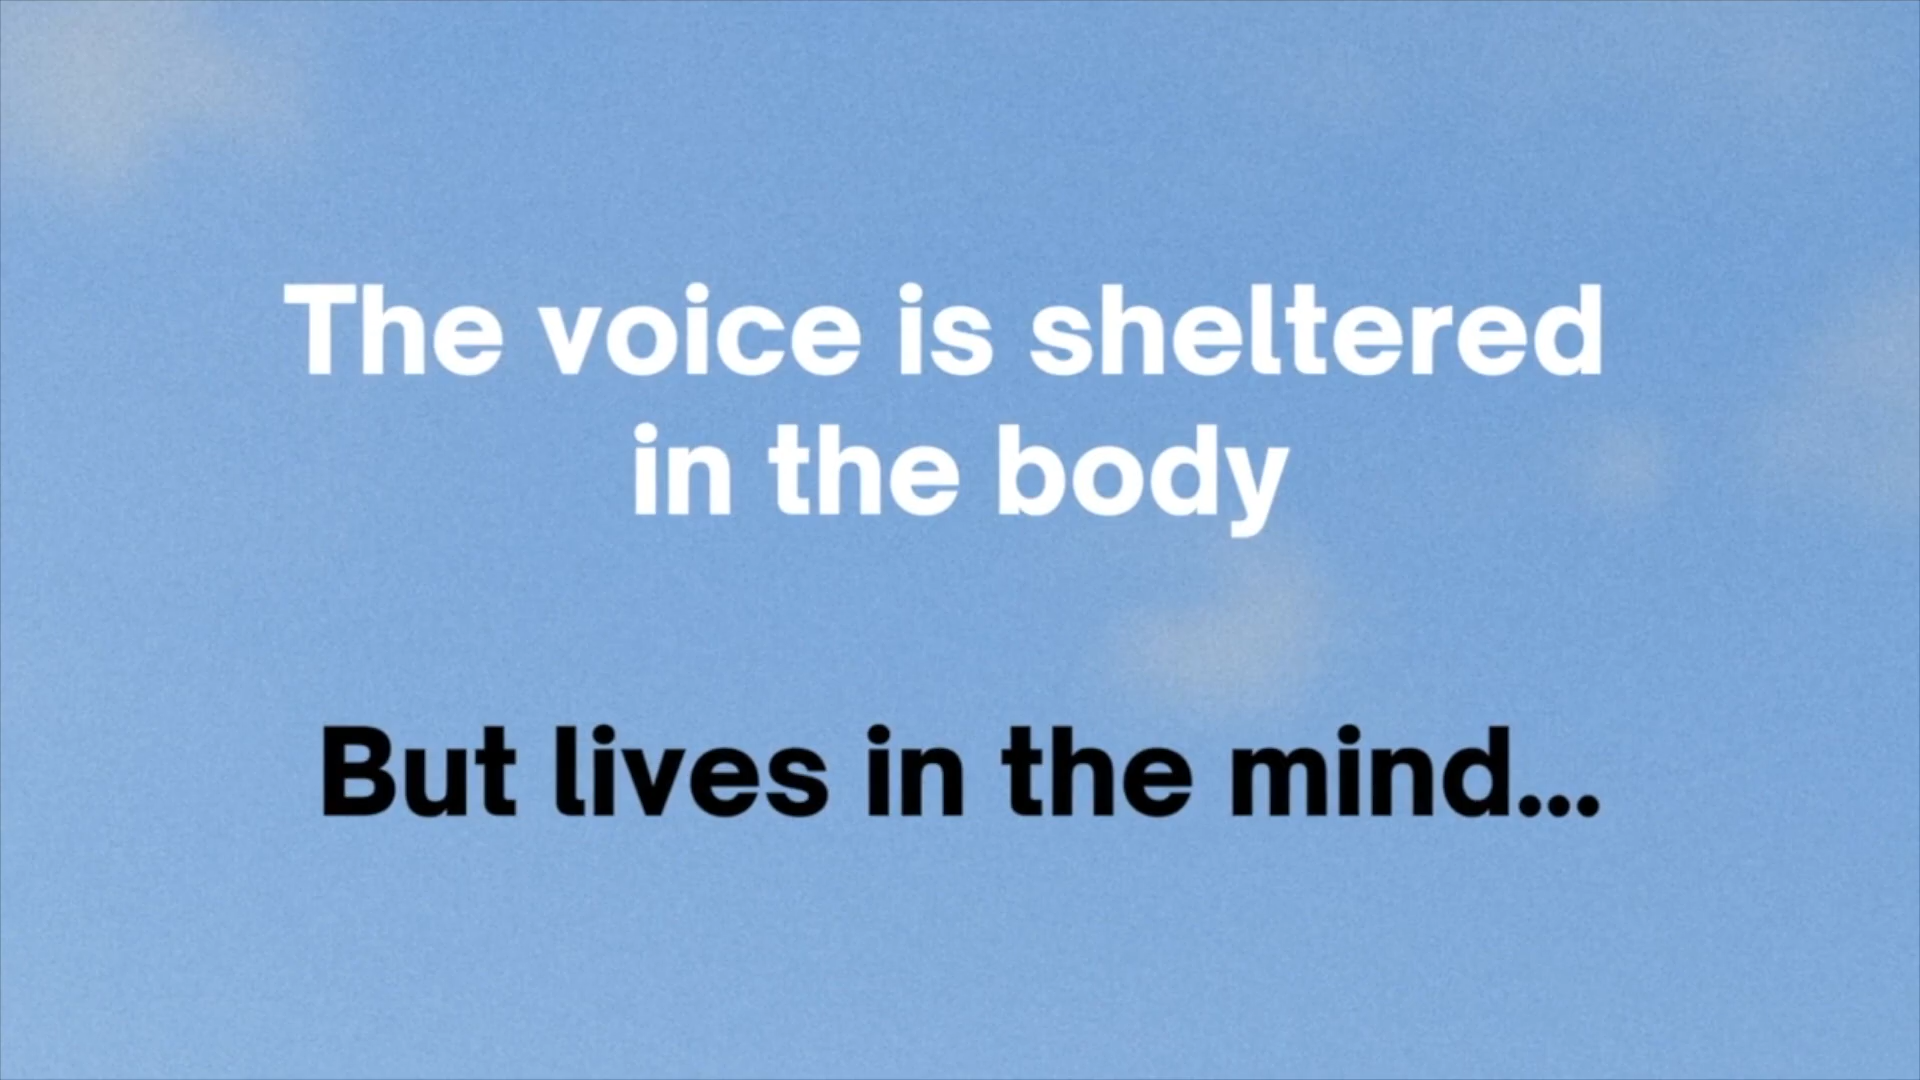 The voice is sheltered
in the body
But lives in the mind...